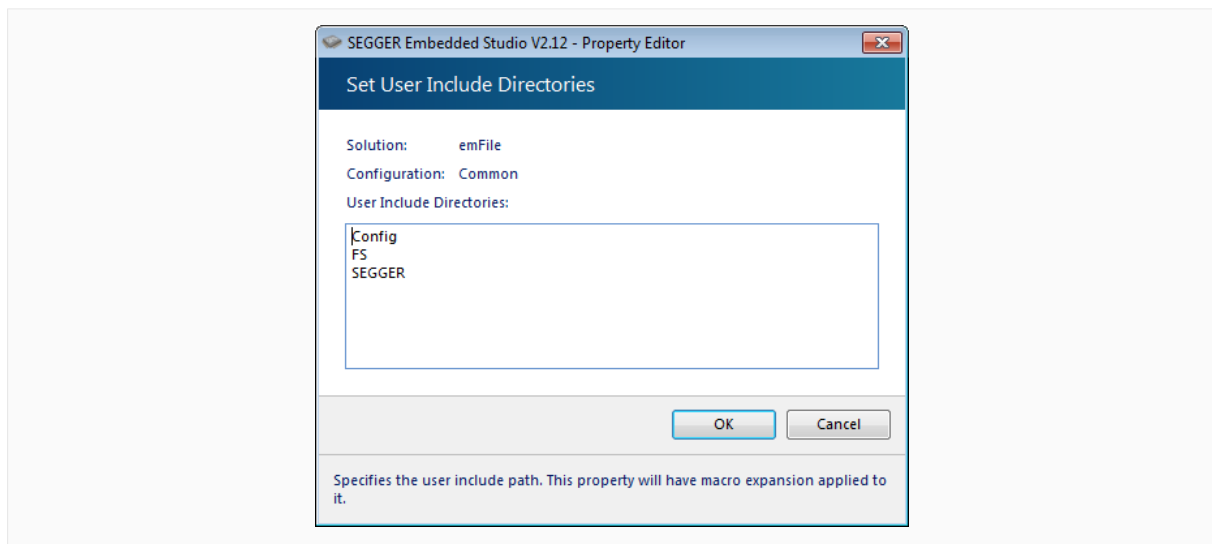 SEGGER Embedded Studio V2.12 - Property Editor
Set User Include Directories
Solution: emFile
Configuration: Common
User Include Directories:
Config
FS
SEGGER
OK Cancel
Specifies the user include path. This property will have macro expansion applied to
it.